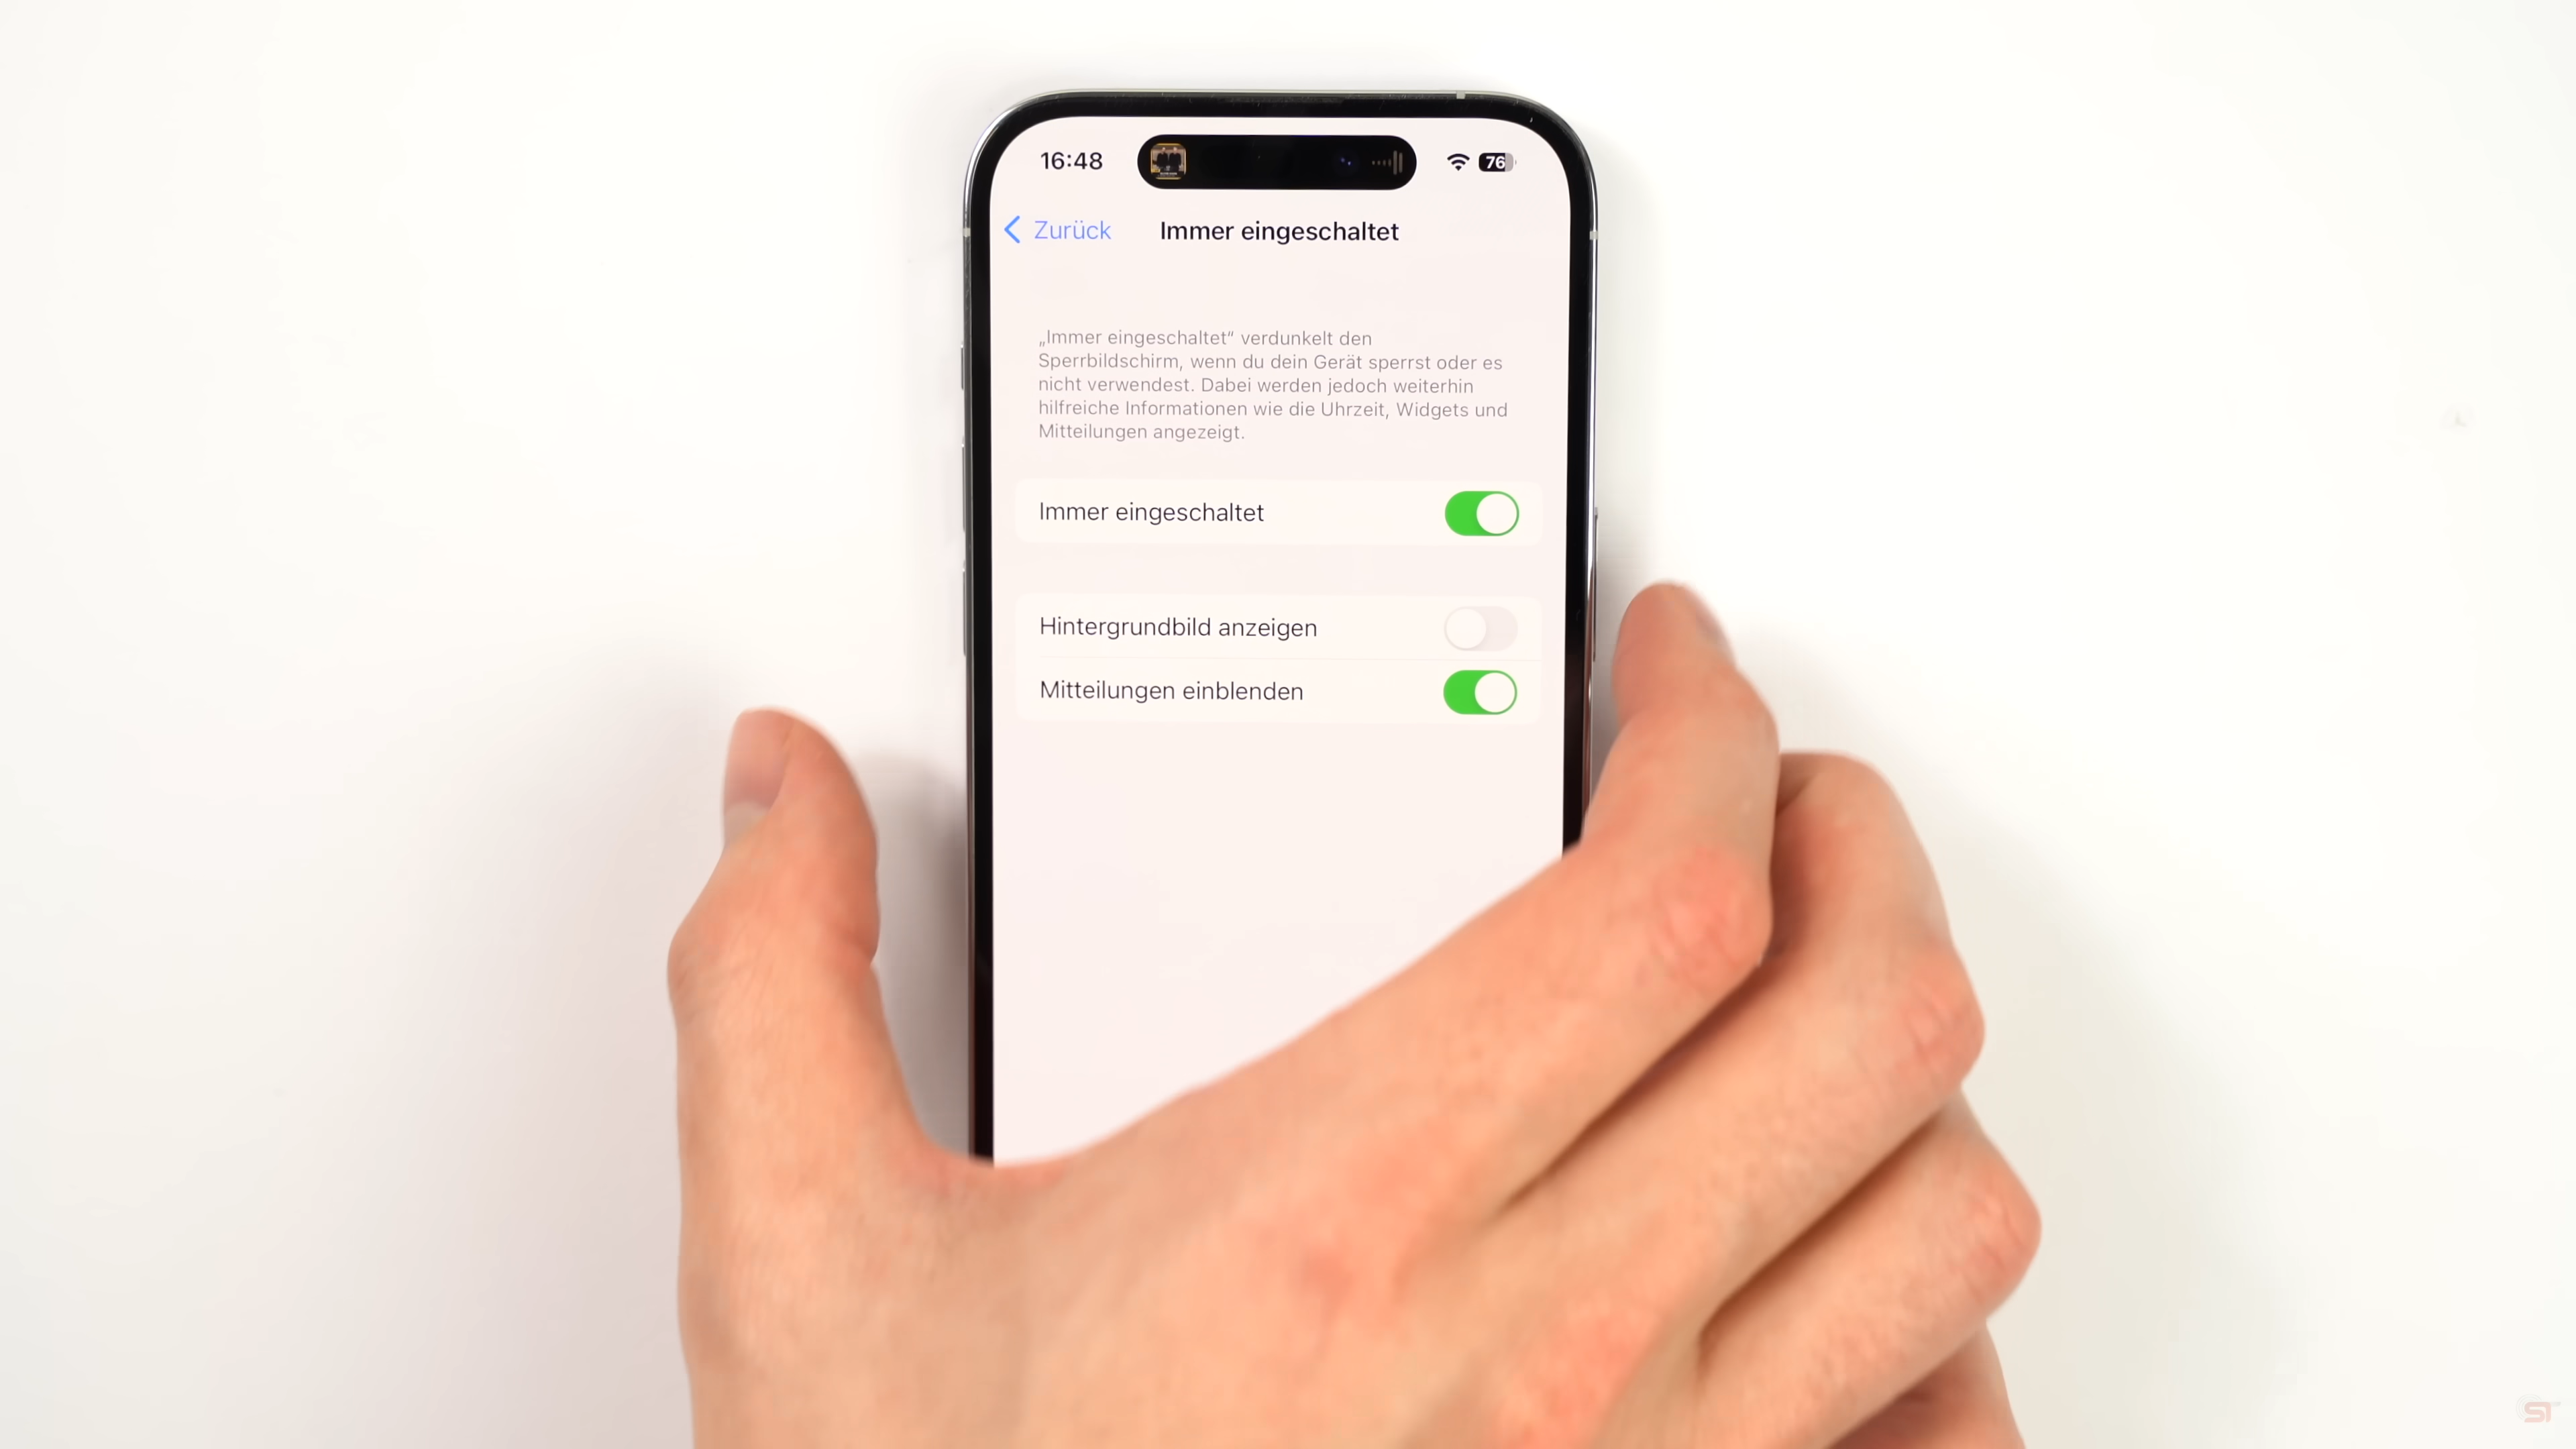 16:48
76
Zurück
Immer eingeschaltet
„Immer eingeschaltet“ verdunkelt den
Sperrbildschirm, wenn du dein Gerät sperrst oder es
nicht verwendest. Dabei werden jedoch weiterhin
hilfreiche Informationen wie die Uhrzeit, Widgets und
Mitteilungen angezeigt.
Immer eingeschaltet
Hintergrundbild anzeigen
Mitteilungen einblenden
ST